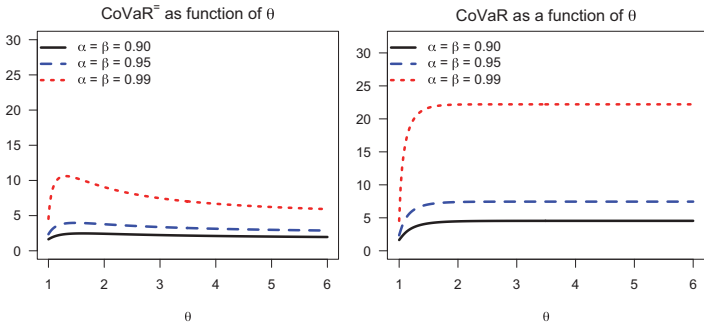 CoVaR⁼ as function of θ
30
25
20
15
10
5
0
α = β = 0.90
α = β = 0.95
α = β = 0.99
1 2 3 4 5 6
θ
CoVaR as a function of θ
30
25
20
15
10
5
0
α = β = 0.90
α = β = 0.95
α = β = 0.99
1 2 3 4 5 6
θ